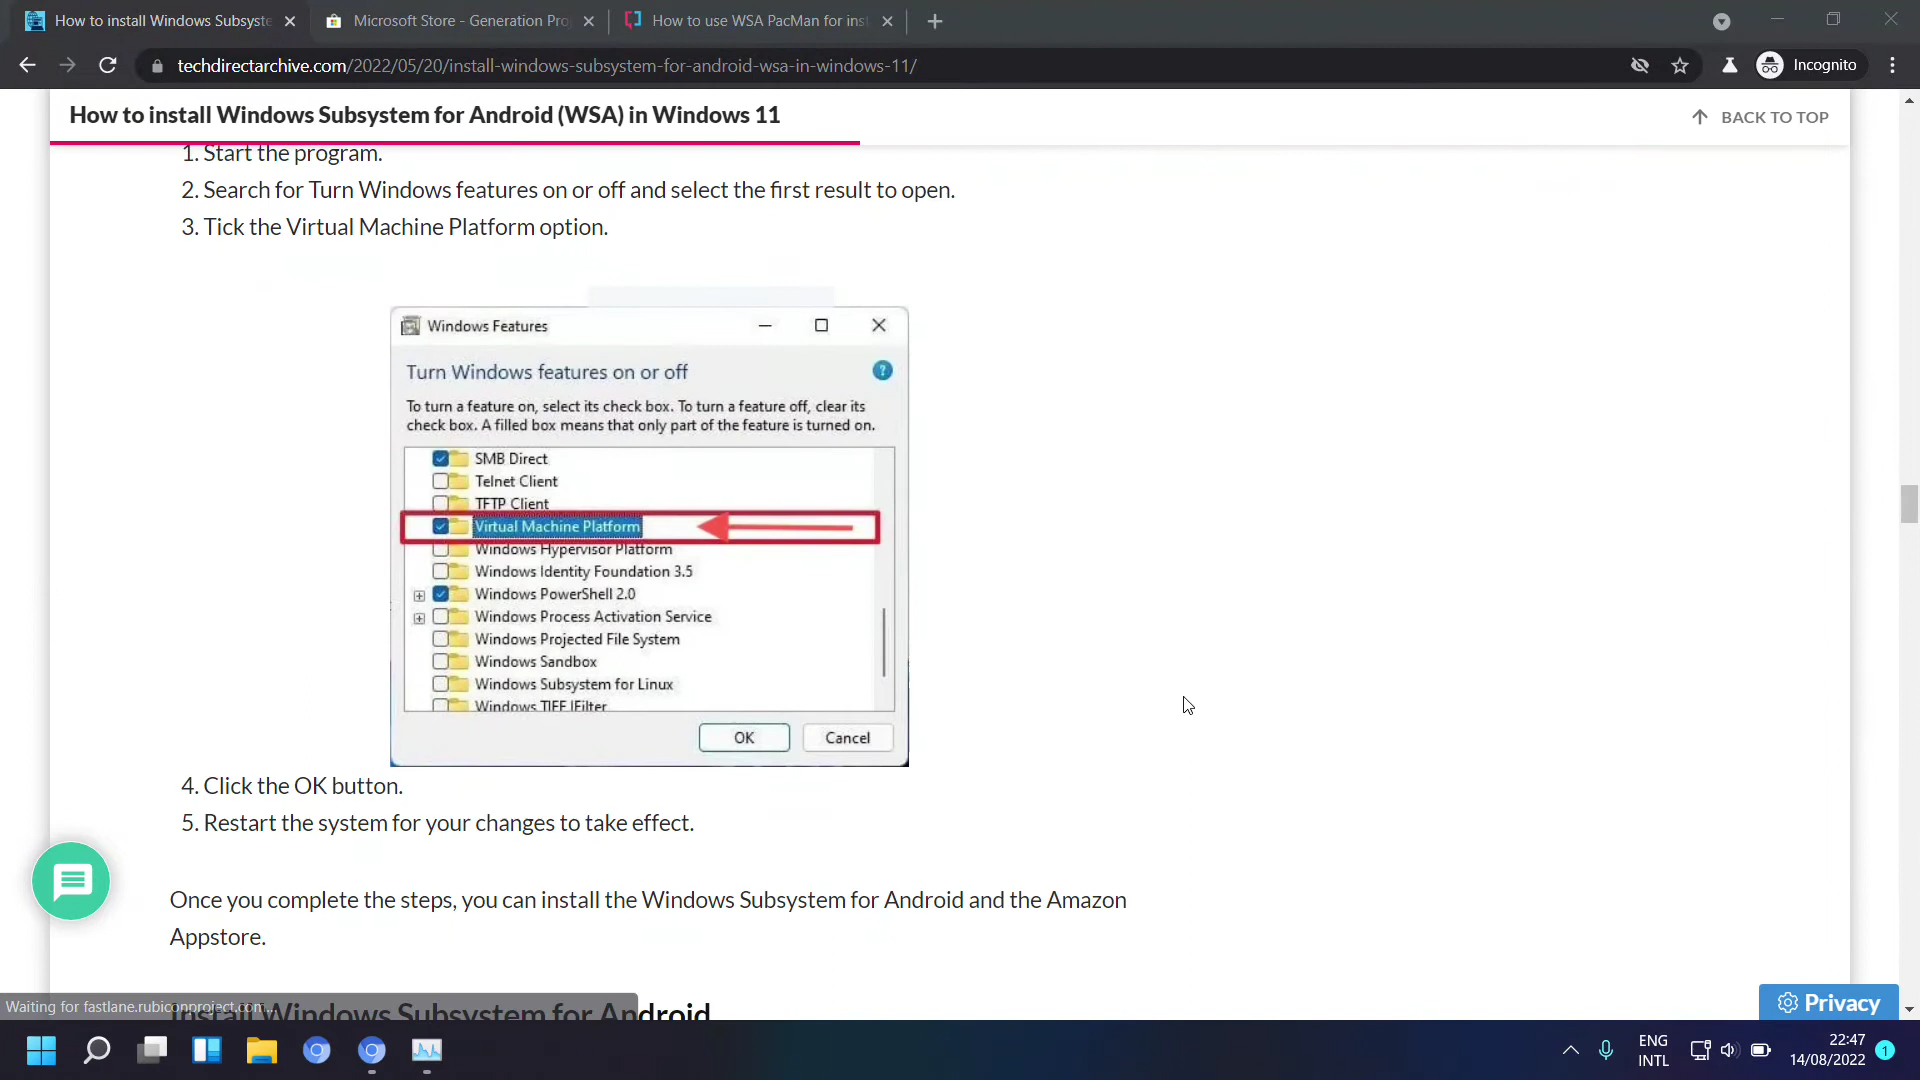 How to install Windows Subsyste
Microsoft Store - Generation Pro
How to use WSA PacMan for inst
techdirectarchive.com/2022/05/20/install-windows-subsystem-for-android-wsa-in-windows-11/
Incognito
How to install Windows Subsystem for Android (WSA) in Windows 11
BACK TO TOP
1. Start the program.
2. Search for Turn Windows features on or off and select the first result to open.
3. Tick the Virtual Machine Platform option.
Windows Features
Turn Windows features on or off
?
To turn a feature on, select its check box. To turn a feature off, clear its
check box. A filled box means that only part of the feature is turned on.
SMB Direct
Telnet Client
TFTP Client
Virtual Machine Platform
Windows Hypervisor Platform
Windows Identity Foundation 3.5
Windows PowerShell 2.0
Windows Process Activation Service
Windows Projected File System
Windows Sandbox
Windows Subsystem for Linux
Windows TIFF IFilter
OK
Cancel
4. Click the OK button.
5. Restart the system for your changes to take effect.
Once you complete the steps, you can install the Windows Subsystem for Android and the Amazon
Appstore.
Install Windows Subsystem for Android
Waiting for fastlane.rubiconproject.com...
Privacy
ENG
INTL
22:47
14/08/2022
1